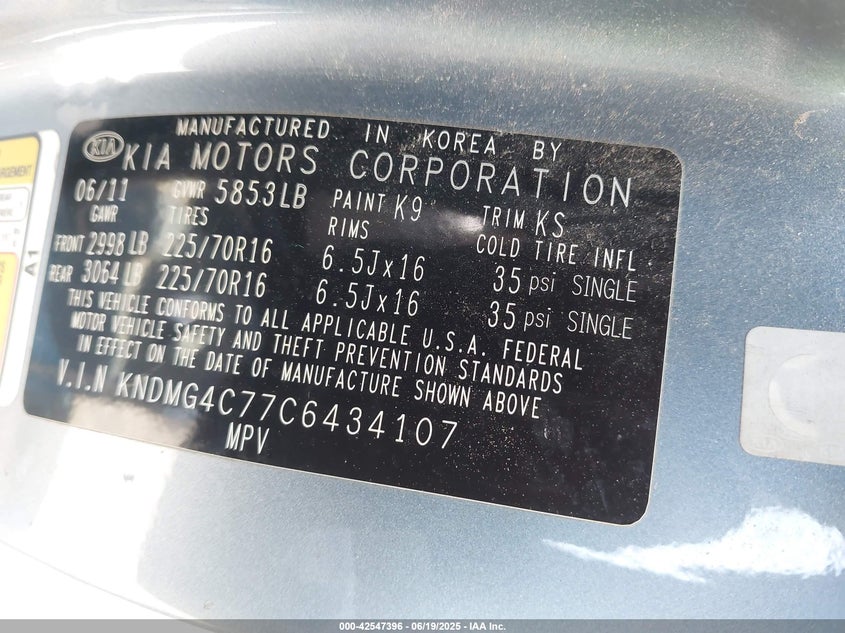 MANUFACTURED IN KOREA BY
KIA KIA MOTORS CORPORATION
06/11 GVWR 5853LB PAINT K9 TRIM KS
GAWR TIRES RIMS COLD TIRE INFL
FRONT 2998 LB 225/70R16 6.5Jx16 35 psi SINGLE
REAR 3064 LB 225/70R16 6.5Jx16 35 psi SINGLE
THIS VEHICLE CONFORMS TO ALL APPLICABLE U.S.A. FEDERAL
MOTOR VEHICLE SAFETY AND THEFT PREVENTION STANDARDS
IN EFFECT ON THE DATE OF MANUFACTURE SHOWN ABOVE
V.I.N KNDMG4C77C6434107
MPV
A1
000-42547396 - 06/19/2025 - IAA Inc.